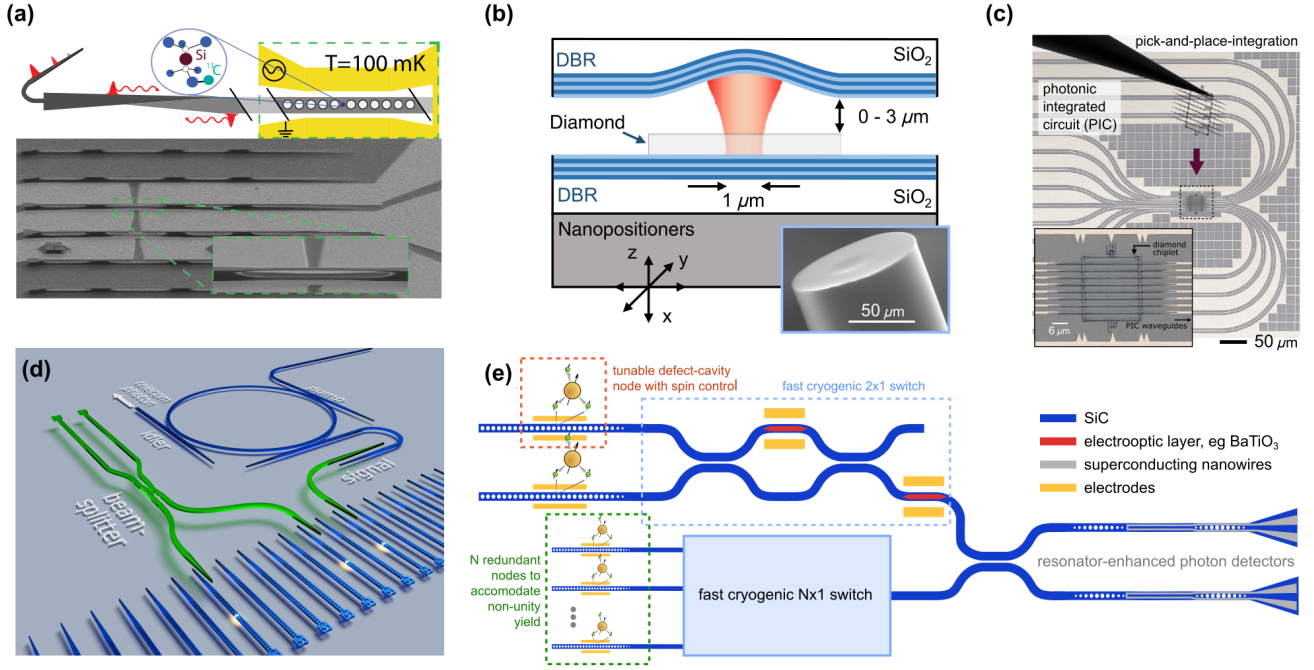 (a)
Si
13C
T=100 mK
(b)
DBR
SiO2
0 - 3 µm
Diamond
DBR
1 µm
SiO2
Nanopositioners
z
y
x
50 µm
(c)
pick-and-place-integration
photonic
integrated
circuit (PIC)
diamond
chiplet
6 µm
PIC waveguides
50 µm
(d)
pump
idler
signal
beam-
splitter
(e)
tunable defect-cavity
node with spin control
fast cryogenic 2x1 switch
SiC
electrooptic layer, eg BaTiO3
superconducting nanowires
electrodes
N redundant
nodes to
accomodate
non-unity
yield
fast cryogenic Nx1 switch
resonator-enhanced photon detectors